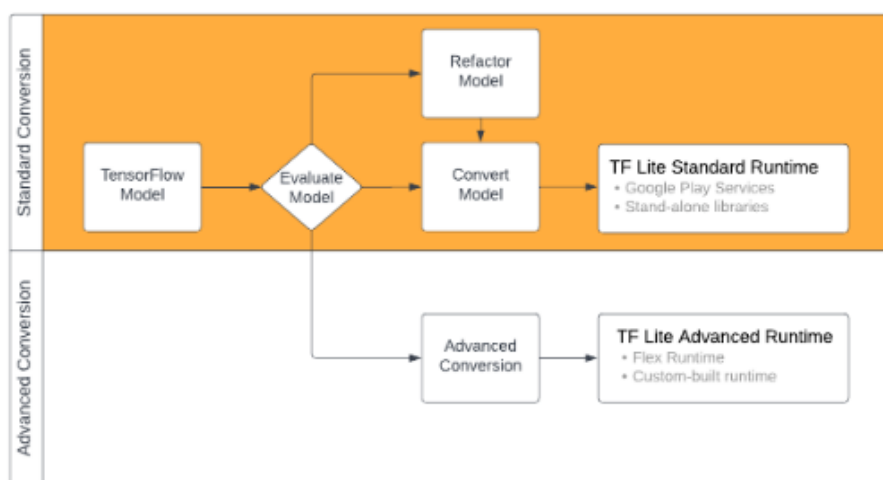 Standard Conversion
Refactor
Model
TensorFlow
Model
Evaluate
Model
Convert
Model
TF Lite Standard Runtime
• Google Play Services
• Stand-alone libraries
Advanced Conversion
Advanced
Conversion
TF Lite Advanced Runtime
• Flex Runtime
• Custom-built runtime